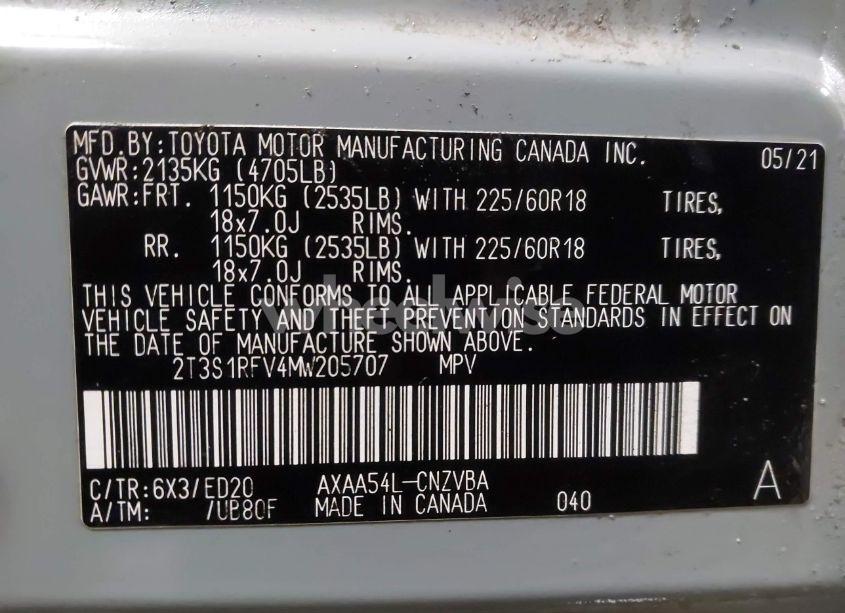 MFD.BY:TOYOTA MOTOR MANUFACTURING CANADA INC. 05/21
GVWR:2135KG (4705LB)
GAWR:FRT. 1150KG (2535LB) WITH 225/60R18 TIRES,
18x7.0J RIMS.
RR. 1150KG (2535LB) WITH 225/60R18 TIRES,
18x7.0J RIMS.
THIS VEHICLE CONFORMS TO ALL APPLICABLE FEDERAL MOTOR
VEHICLE SAFETY AND THEFT PREVENTION STANDARDS IN EFFECT ON
THE DATE OF MANUFACTURE SHOWN ABOVE.
wheelwise
2T3S1RFV4MW205707 MPV
C/TR:6X3/ED20 AXAA54L-CNZVBA A
A/TM: /UB80F MADE IN CANADA 040